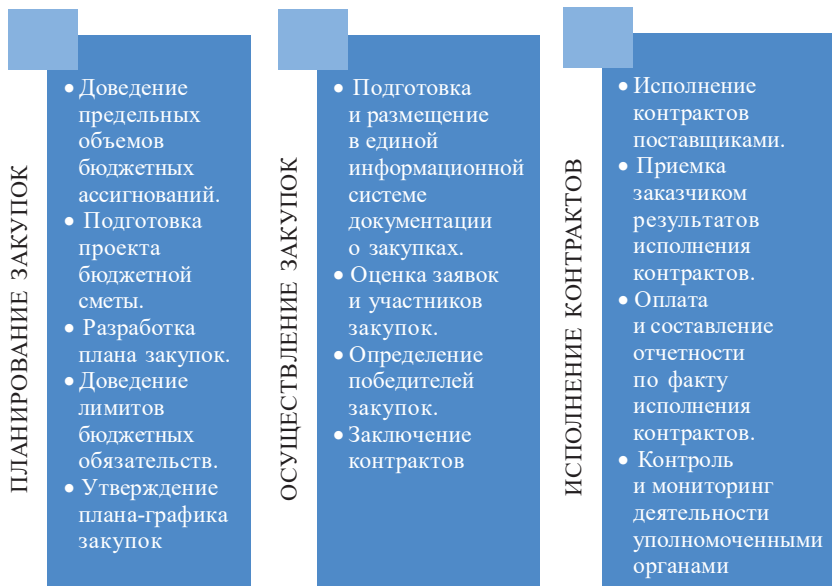 ПЛАНИРОВАНИЕ ЗАКУПОК
• Доведение
предельных
объемов
бюджетных
ассигнований.
• Подготовка
проекта
бюджетной
сметы.
• Разработка
плана закупок.
• Доведение
лимитов
бюджетных
обязательств.
• Утверждение
плана-графика
закупок
ОСУЩЕСТВЛЕНИЕ ЗАКУПОК
• Подготовка
и размещение
в единой
информационной
системе
документации
о закупках.
• Оценка заявок
и участников
закупок.
• Определение
победителей
закупок.
• Заключение
контрактов
ИСПОЛНЕНИЕ КОНТРАКТОВ
• Исполнение
контрактов
поставщиками.
• Приемка
заказчиком
результатов
исполнения
контрактов.
• Оплата
и составление
отчетности
по факту
исполнения
контрактов.
• Контроль
и мониторинг
деятельности
уполномоченными
органами